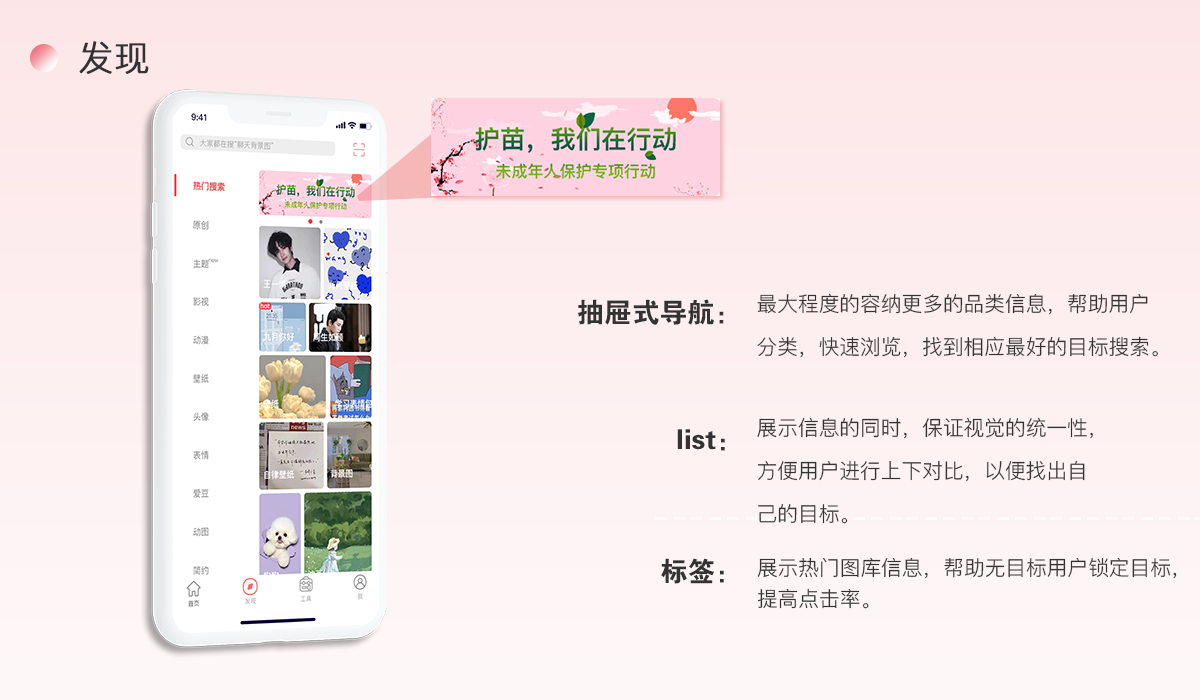 发现
9:41
大家都在搜"聊天背景图"
热门搜索
原创
主题new
影视
动漫
壁纸
头像
表情
爱豆
动图
简约
护苗，我们在行动
未成年人保护专项行动
王一
hot
九月你好
周生如故
壁纸
学习表情包
news
自律壁纸
背景图
首页
发现
工具
我
护苗，我们在行动
未成年人保护专项行动
抽屉式导航：
最大程度的容纳更多的品类信息，帮助用户
分类，快速浏览，找到相应最好的目标搜索。
list：
展示信息的同时，保证视觉的统一性，
方便用户进行上下对比，以便找出自
己的目标。
标签：
展示热门图库信息，帮助无目标用户锁定目标，
提高点击率。